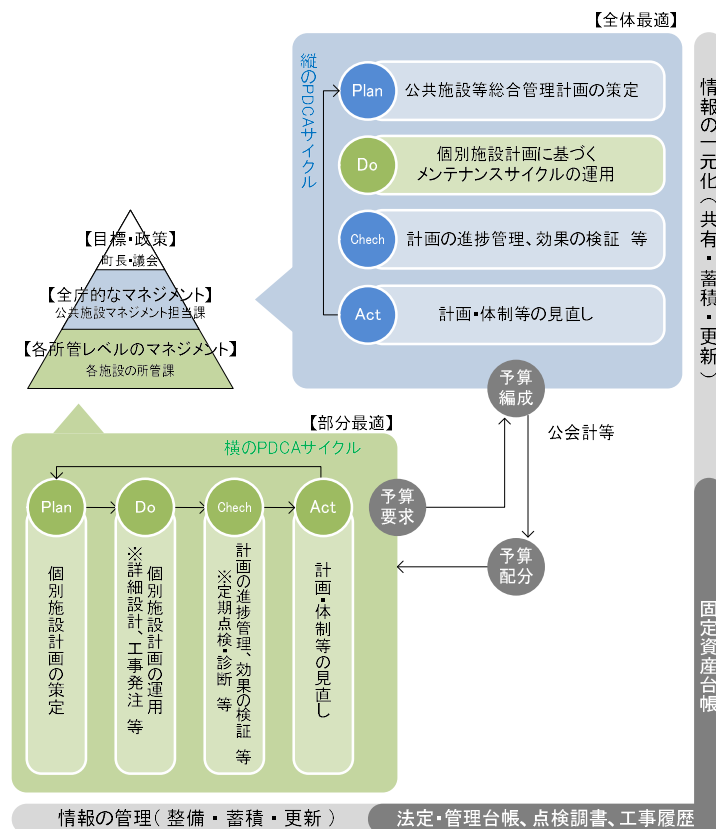 【全体最適】
縦のPDCAサイクル
Plan
公共施設等総合管理計画の策定
Do
個別施設計画に基づく
メンテナンスサイクルの運用
Chech
計画の進捗管理、効果の検証 等
Act
計画・体制等の見直し
情報の一元化（共有・蓄積・更新）
固定資産台帳
【目標・政策】
町長・議会
【全庁的なマネジメント】
公共施設マネジメント担当課
【各所管レベルのマネジメント】
各施設の所管課
予算
編成
公会計等
予算
要求
予算
配分
【部分最適】
横のPDCAサイクル
Plan
個別施設計画の策定
Do
個別施設計画の運用
※詳細設計、工事発注 等
Chech
計画の進捗管理、効果の検証 等
※定期点検・診断 等
Act
計画・体制等の見直し
情報の管理（整備・蓄積・更新）
法定・管理台帳、点検調書、工事履歴